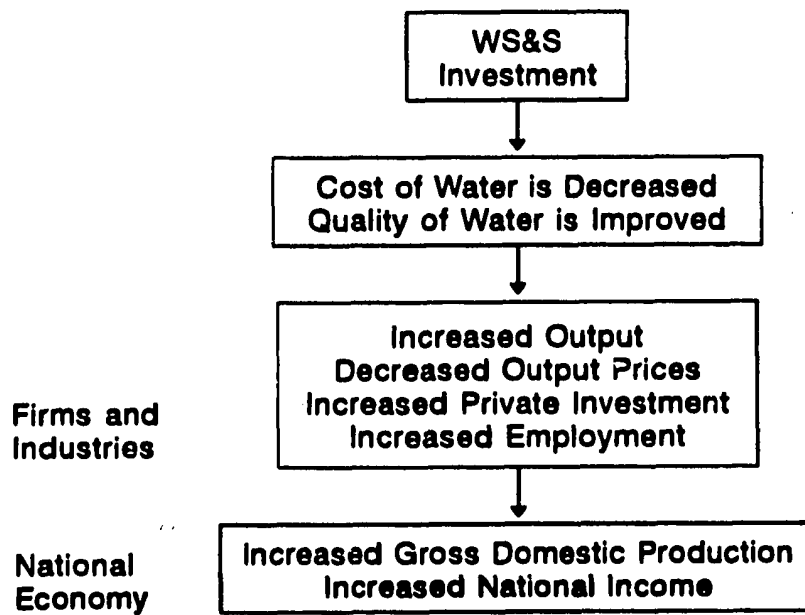 WS&S
Investment
Cost of Water is Decreased
Quality of Water is Improved
Increased Output
Decreased Output Prices
Increased Private Investment
Increased Employment
Firms and
Industries
Increased Gross Domestic Production
Increased National Income
National
Economy